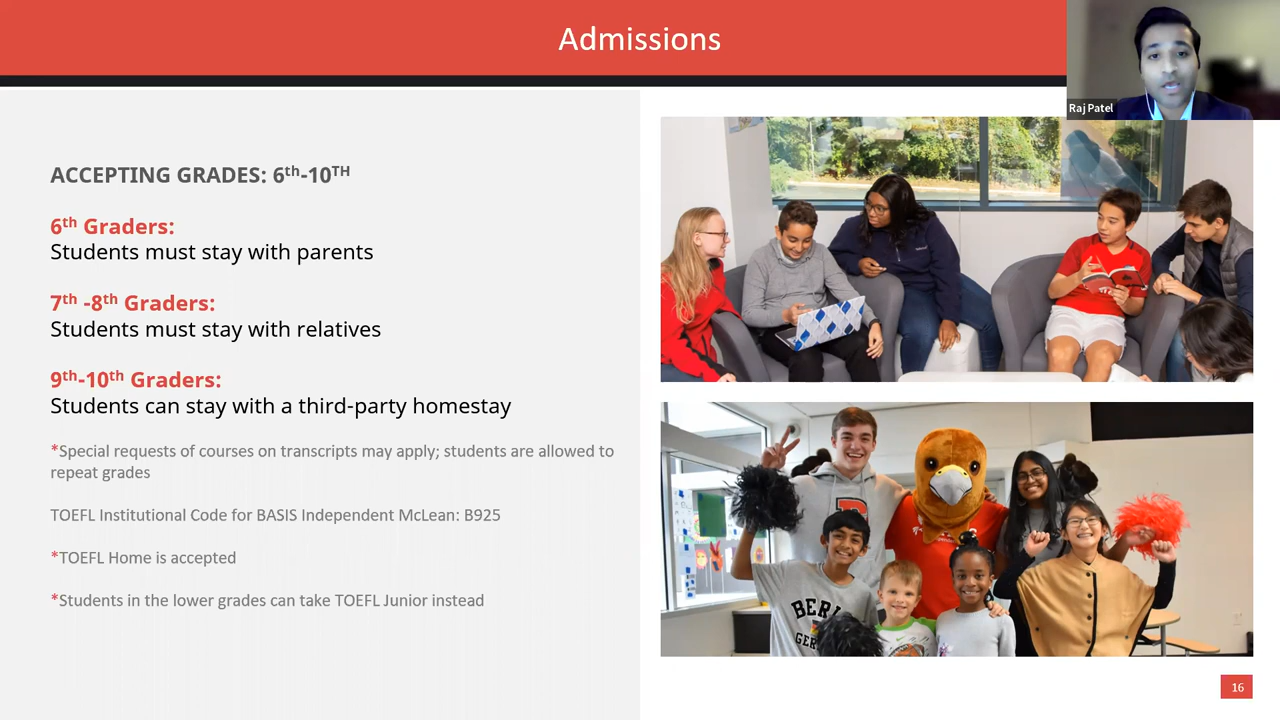 Admissions
Raj Patel
ACCEPTING GRADES: 6th-10TH
6th Graders:
Students must stay with parents
7th -8th Graders:
Students must stay with relatives
9th-10th Graders:
Students can stay with a third-party homestay
*Special requests of courses on transcripts may apply; students are allowed to
repeat grades
TOEFL Institutional Code for BASIS Independent McLean: B925
*TOEFL Home is accepted
*Students in the lower grades can take TOEFL Junior instead
BERL
GER
16